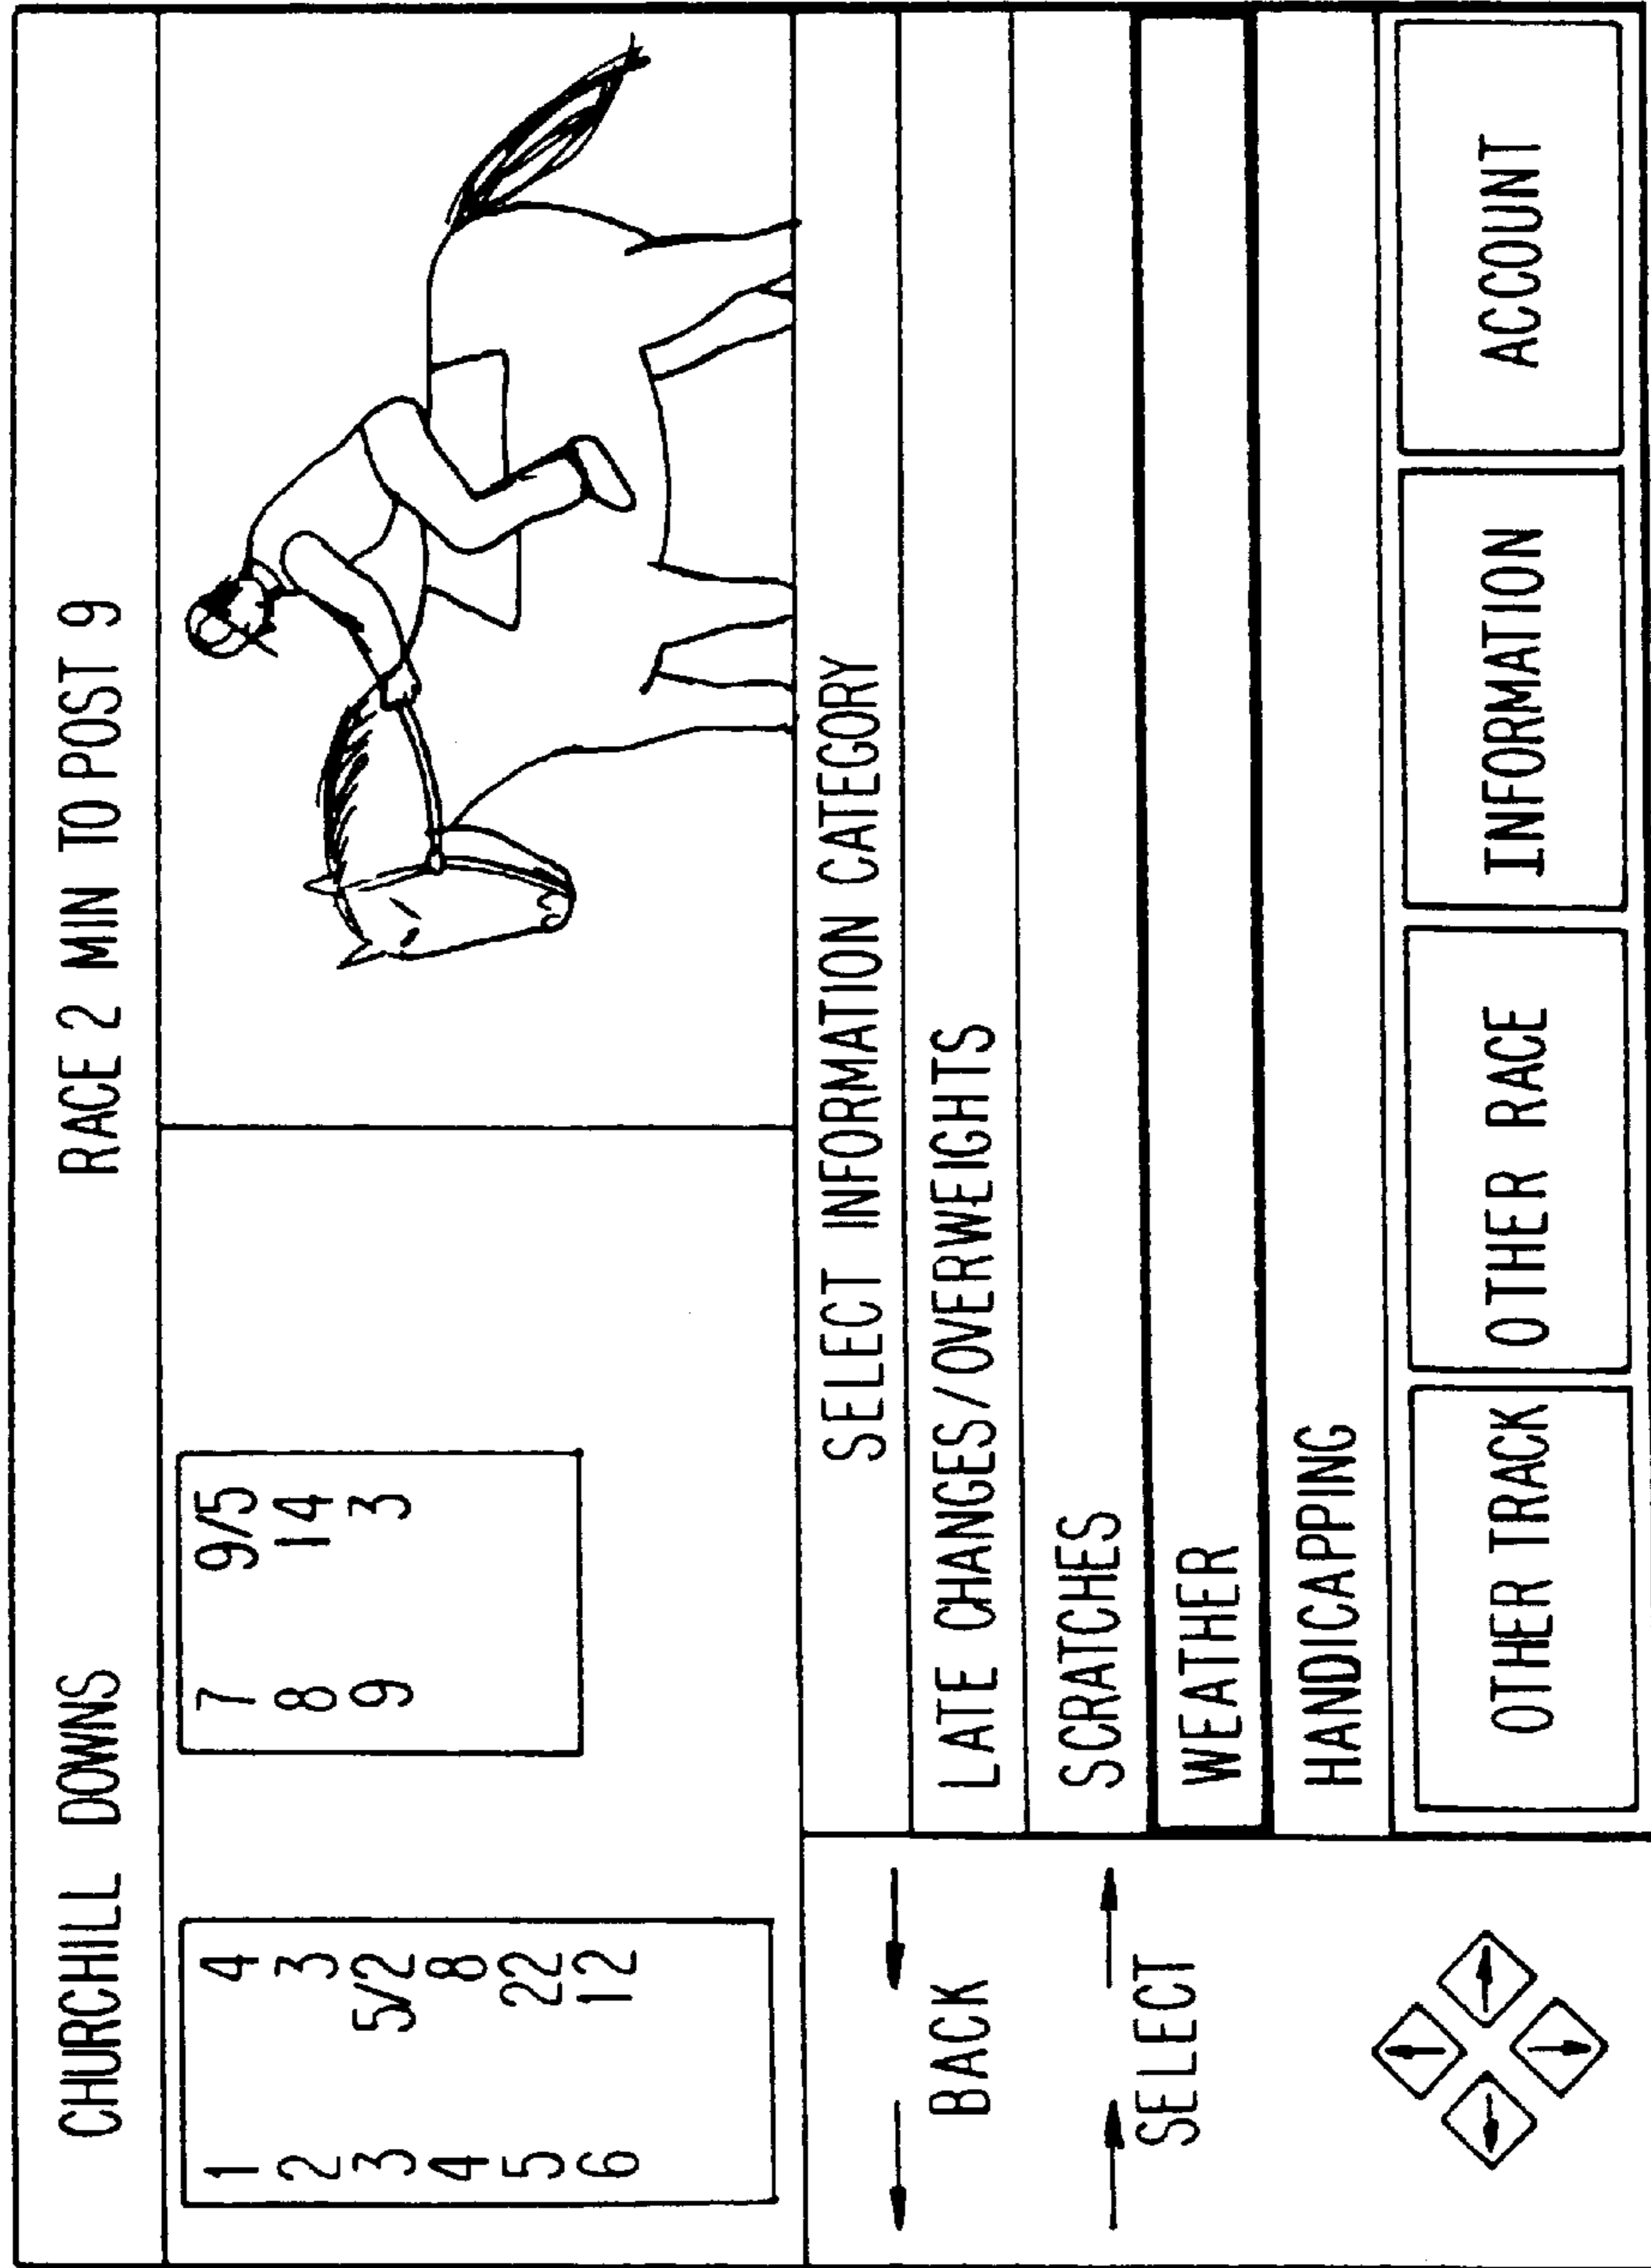 CHURCHILL DOWNS RACE 2 MIN TO POST 9
1 4
2 3
3 5/2
4 8
5 22
6 12
7 9/5
8 14
9 3
SELECT INFORMATION CATEGORY
BACK
SELECT
LATE CHANGES/OVERWEIGHTS
SCRATCHES
WEATHER
HANDICAPPING
OTHER TRACK
OTHER RACE
INFORMATION
ACCOUNT